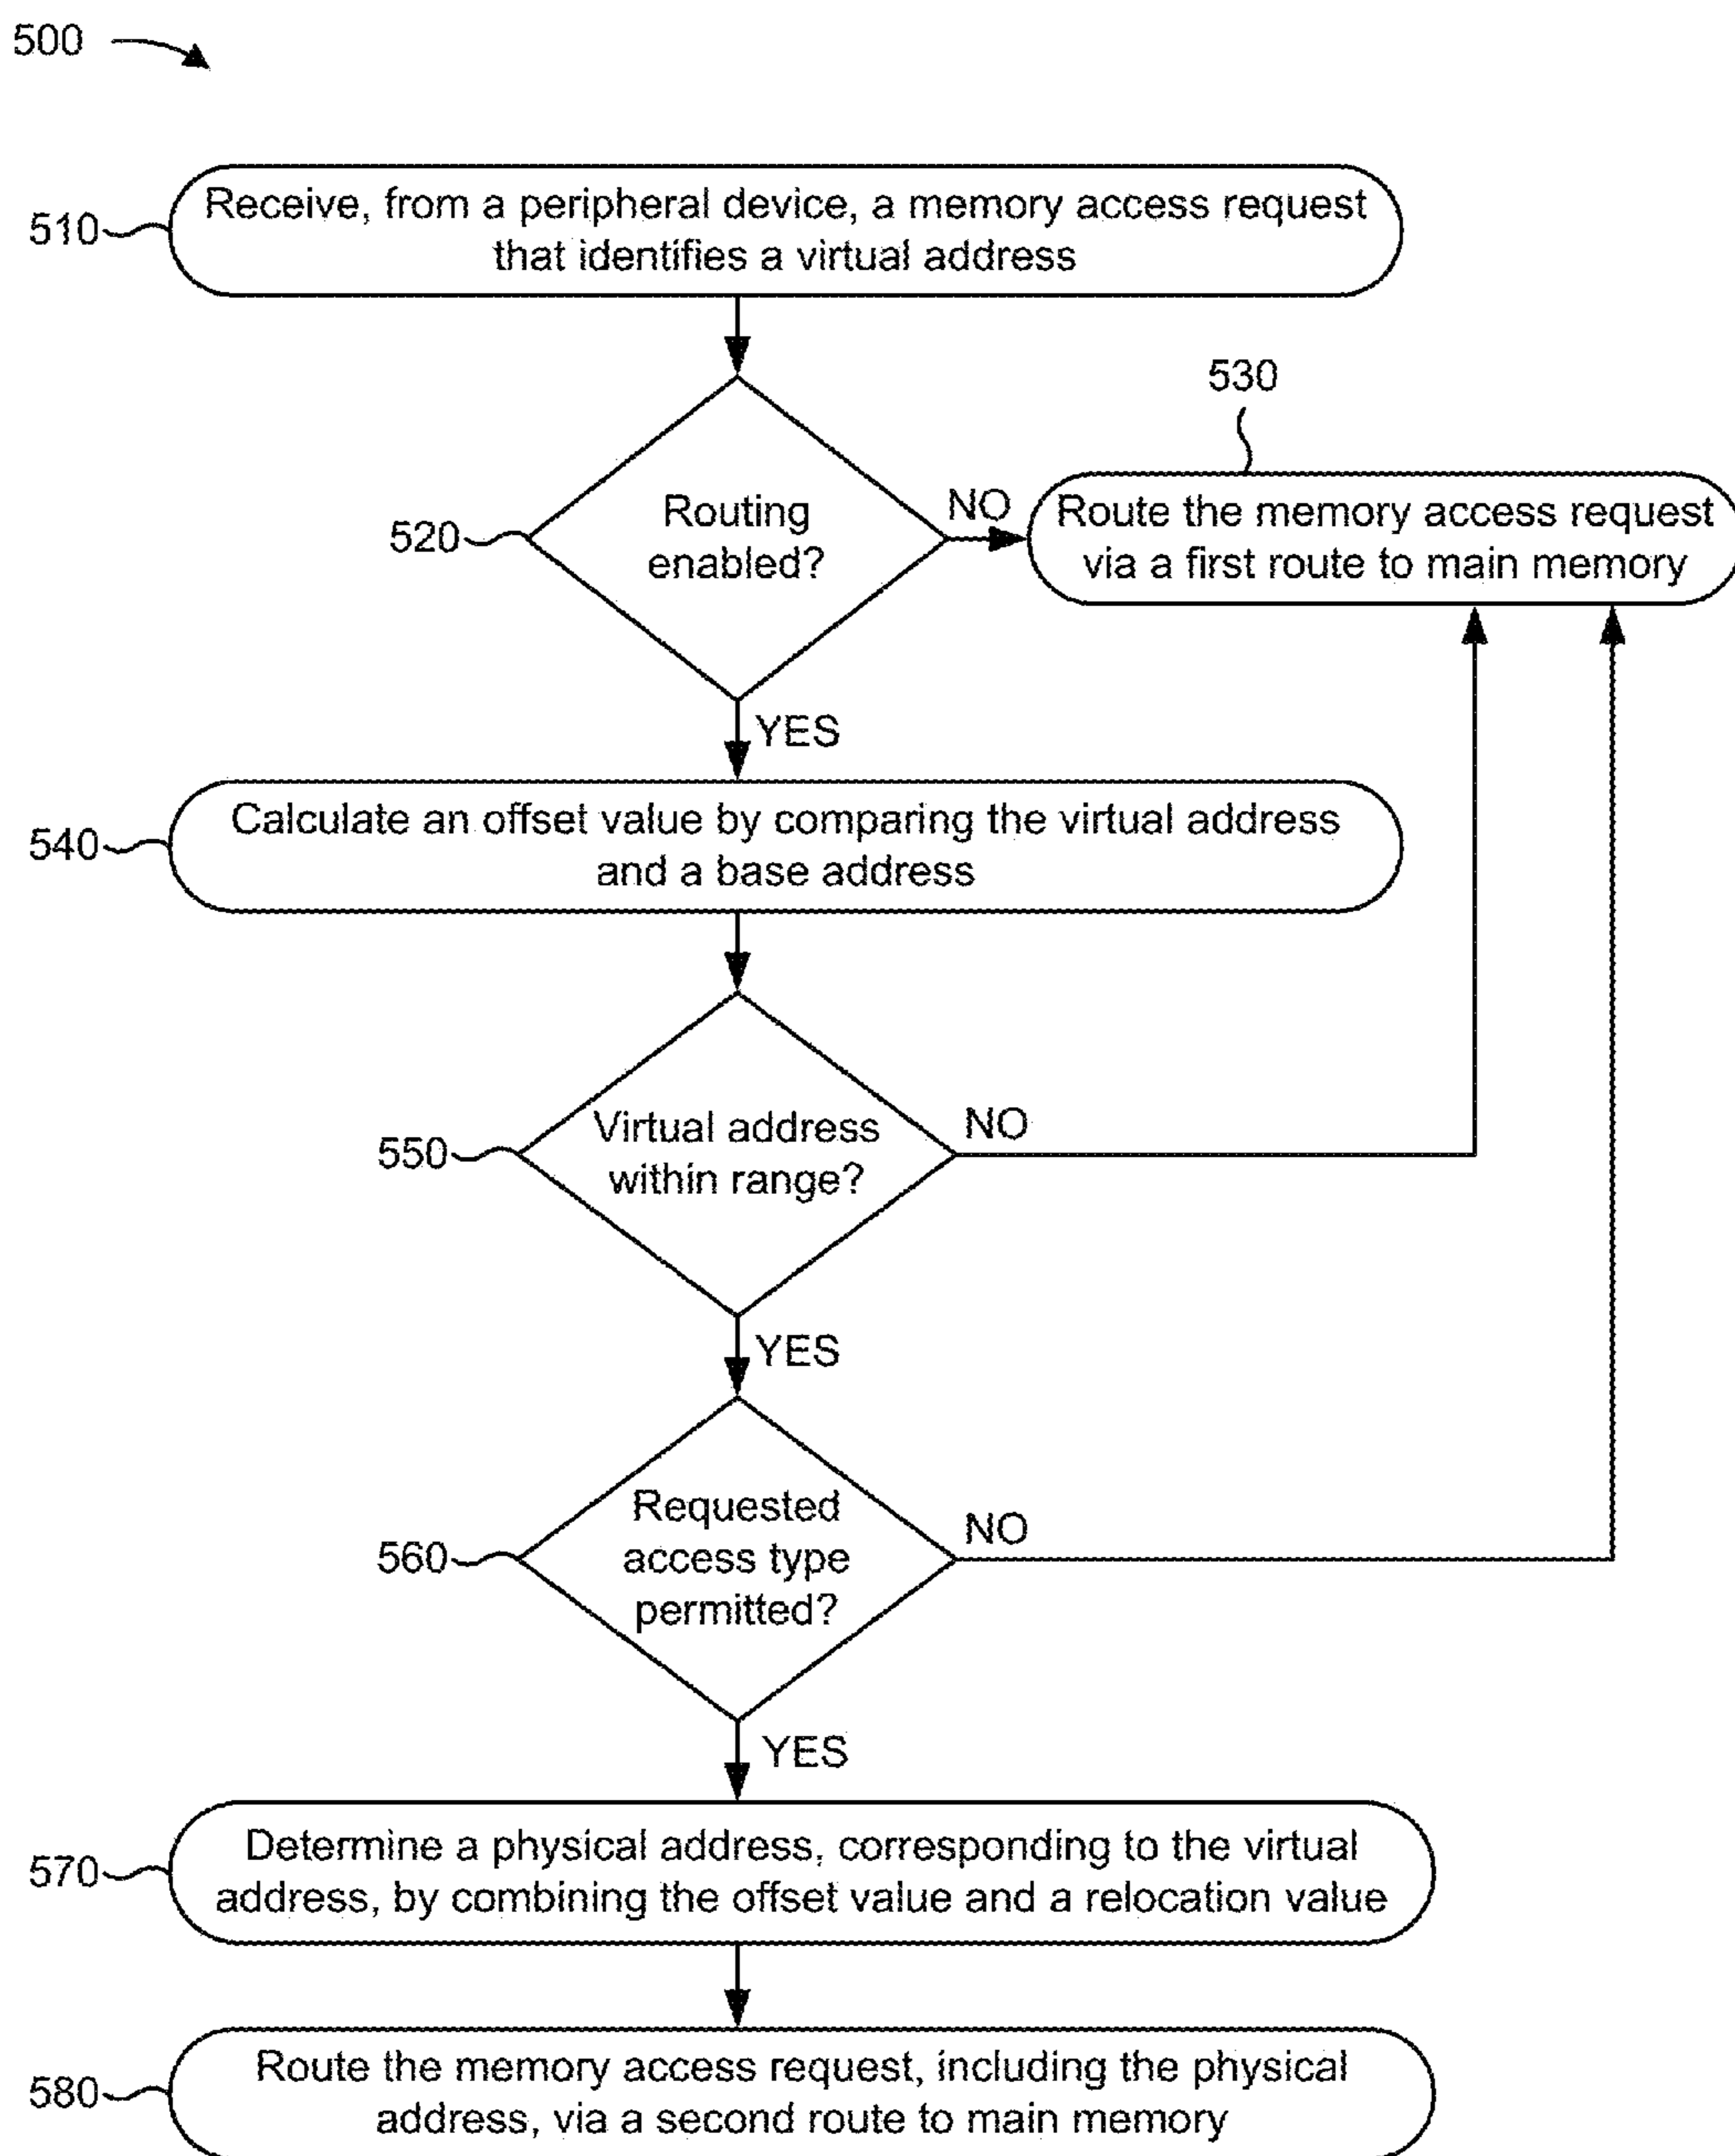 500
510
Receive, from a peripheral device, a memory access request
that identifies a virtual address
530
520
Routing
enabled?
NO
Route the memory access request
via a first route to main memory
YES
540
Calculate an offset value by comparing the virtual address
and a base address
550
Virtual address
within range?
NO
YES
560
Requested
access type
permitted?
NO
YES
570
Determine a physical address, corresponding to the virtual
address, by combining the offset value and a relocation value
580
Route the memory access request, including the physical
address, via a second route to main memory